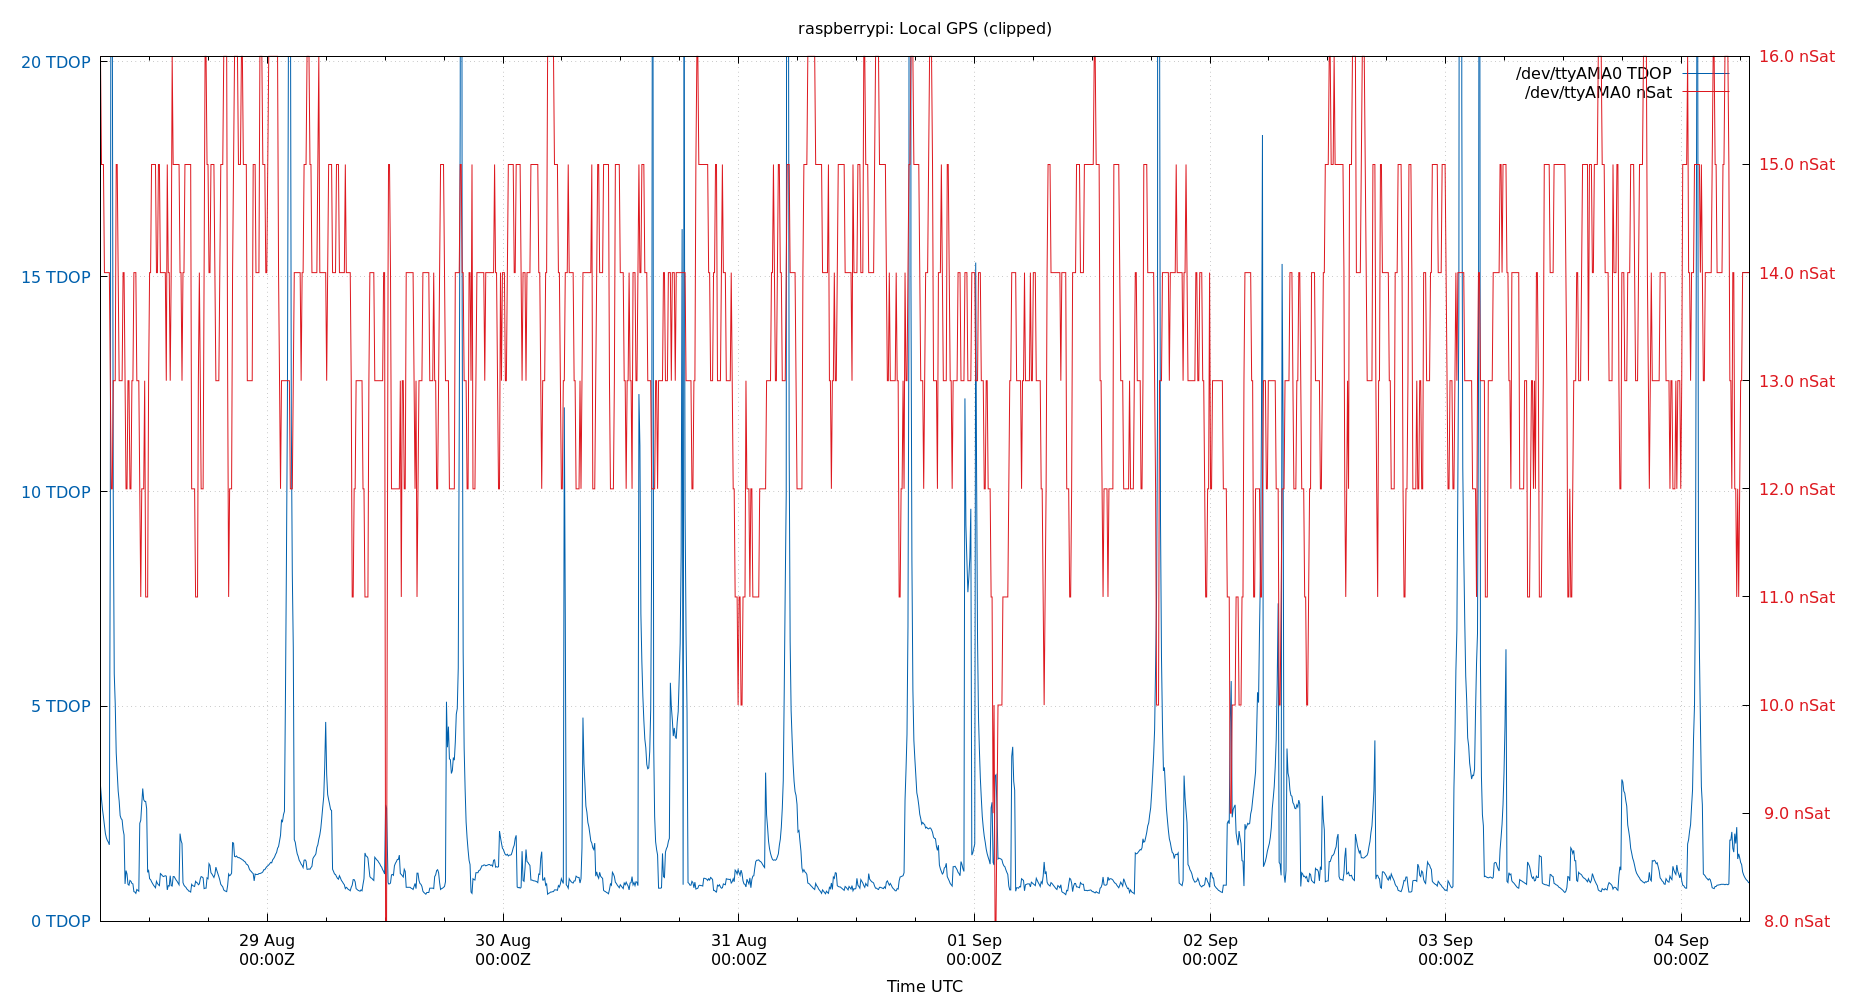 raspberrypi: Local GPS (clipped)
20 TDOP
15 TDOP
10 TDOP
5 TDOP
0 TDOP
16.0 nSat
15.0 nSat
14.0 nSat
13.0 nSat
12.0 nSat
11.0 nSat
10.0 nSat
9.0 nSat
8.0 nSat
/dev/ttyAMA0 TDOP
/dev/ttyAMA0 nSat
29 Aug
00:00Z
30 Aug
00:00Z
31 Aug
00:00Z
01 Sep
00:00Z
02 Sep
00:00Z
03 Sep
00:00Z
04 Sep
00:00Z
Time UTC